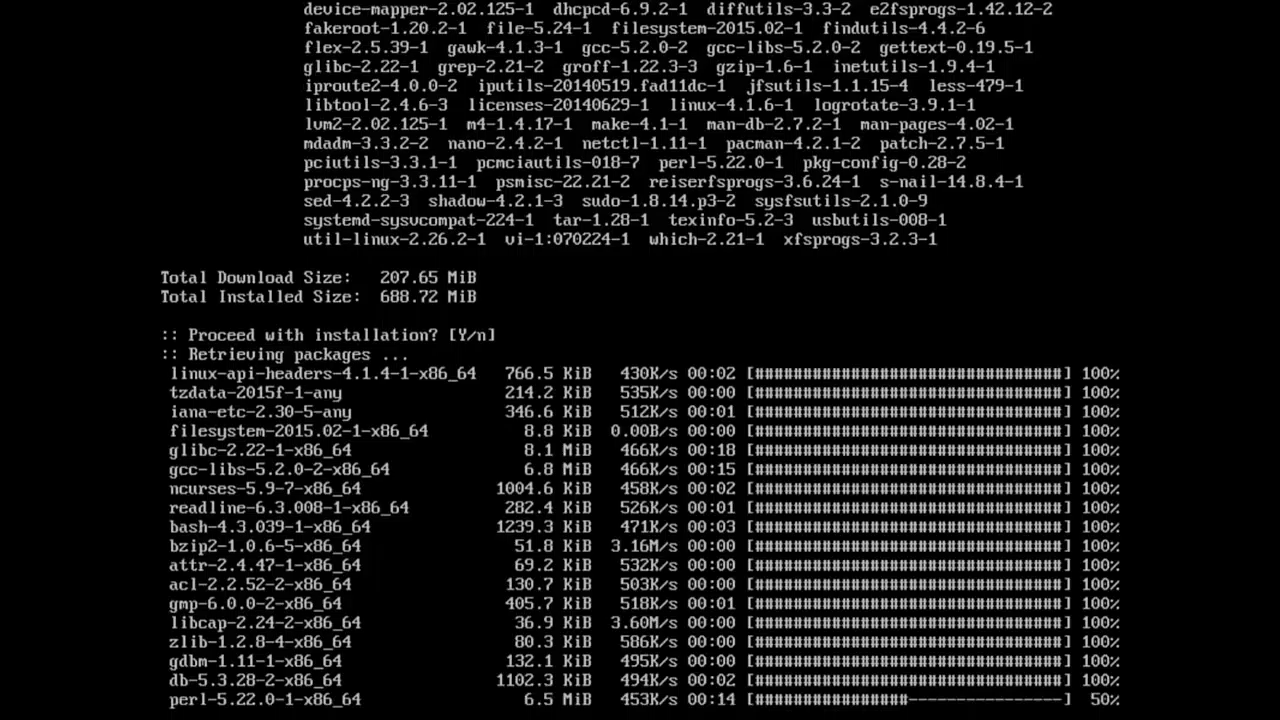 device-mapper-2.02.125-1  dhcpcd-6.9.2-1  diffutils-3.3-2  e2fsprogs-1.42.12-2
fakeroot-1.20.2-1  file-5.24-1  filesystem-2015.02-1  findutils-4.4.2-6
flex-2.5.39-1  gawk-4.1.3-1  gcc-5.2.0-2  gcc-libs-5.2.0-2  gettext-0.19.5-1
glibc-2.22-1  grep-2.21-2  groff-1.22.3-3  gzip-1.6-1  inetutils-1.9.4-1
iproute2-4.0.0-2  iputils-20140519.fad11dc-1  jfsutils-1.1.15-4  less-479-1
libtool-2.4.6-3  licenses-20140629-1  linux-4.1.6-1  logrotate-3.9.1-1
lvm2-2.02.125-1  m4-1.4.17-1  make-4.1-1  man-db-2.7.2-1  man-pages-4.02-1
mdadm-3.3.2-2  nano-2.4.2-1  netctl-1.11-1  pacman-4.2.1-2  patch-2.7.5-1
pciutils-3.3.1-1  pcmciautils-018-7  perl-5.22.0-1  pkg-config-0.28-2
procps-ng-3.3.11-1  psmisc-22.21-2  reiserfsprogs-3.6.24-1  s-nail-14.8.4-1
sed-4.2.2-3  shadow-4.2.1-3  sudo-1.8.14.p3-2  sysfsutils-2.1.0-9
systemd-sysvcompat-224-1  tar-1.28-1  texinfo-5.2-3  usbutils-008-1
util-linux-2.26.2-1  vi-1:070224-1  which-2.21-1  xfsprogs-3.2.3-1
Total Download Size:   207.65 MiB
Total Installed Size:  688.72 MiB
:: Proceed with installation? [Y/n]
:: Retrieving packages ...
linux-api-headers-4.1.4-1-x86_64   766.5 KiB   430K/s 00:02 [################################] 100%
tzdata-2015f-1-any   214.2 KiB   535K/s 00:00 [################################] 100%
iana-etc-2.30-5-any   346.6 KiB   512K/s 00:01 [################################] 100%
filesystem-2015.02-1-x86_64   8.8 KiB  0.00B/s 00:00 [################################] 100%
glibc-2.22-1-x86_64   8.1 MiB   466K/s 00:18 [################################] 100%
gcc-libs-5.2.0-2-x86_64   6.8 MiB   466K/s 00:15 [################################] 100%
ncurses-5.9-7-x86_64   1004.6 KiB   458K/s 00:02 [################################] 100%
readline-6.3.008-1-x86_64   282.4 KiB   526K/s 00:01 [################################] 100%
bash-4.3.039-1-x86_64   1239.3 KiB   471K/s 00:03 [################################] 100%
bzip2-1.0.6-5-x86_64   51.8 KiB  3.16M/s 00:00 [################################] 100%
attr-2.4.47-1-x86_64   69.2 KiB   532K/s 00:00 [################################] 100%
acl-2.2.52-2-x86_64   130.7 KiB   503K/s 00:00 [################################] 100%
gmp-6.0.0-2-x86_64   405.7 KiB   518K/s 00:01 [################################] 100%
libcap-2.24-2-x86_64   36.9 KiB  3.60M/s 00:00 [################################] 100%
zlib-1.2.8-4-x86_64   80.3 KiB   586K/s 00:00 [################################] 100%
gdbm-1.11-1-x86_64   132.1 KiB   495K/s 00:00 [################################] 100%
db-5.3.28-2-x86_64   1102.3 KiB   494K/s 00:02 [################################] 100%
perl-5.22.0-1-x86_64   6.5 MiB   453K/s 00:14 [################----------------]  50%